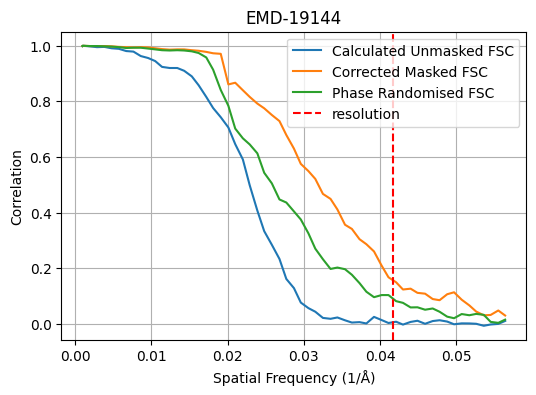 EMD-19144
Calculated Unmasked FSC
Corrected Masked FSC
Phase Randomised FSC
resolution
Correlation
1.0
0.8
0.6
0.4
0.2
0.0
0.00 0.01 0.02 0.03 0.04 0.05
Spatial Frequency (1/Å)